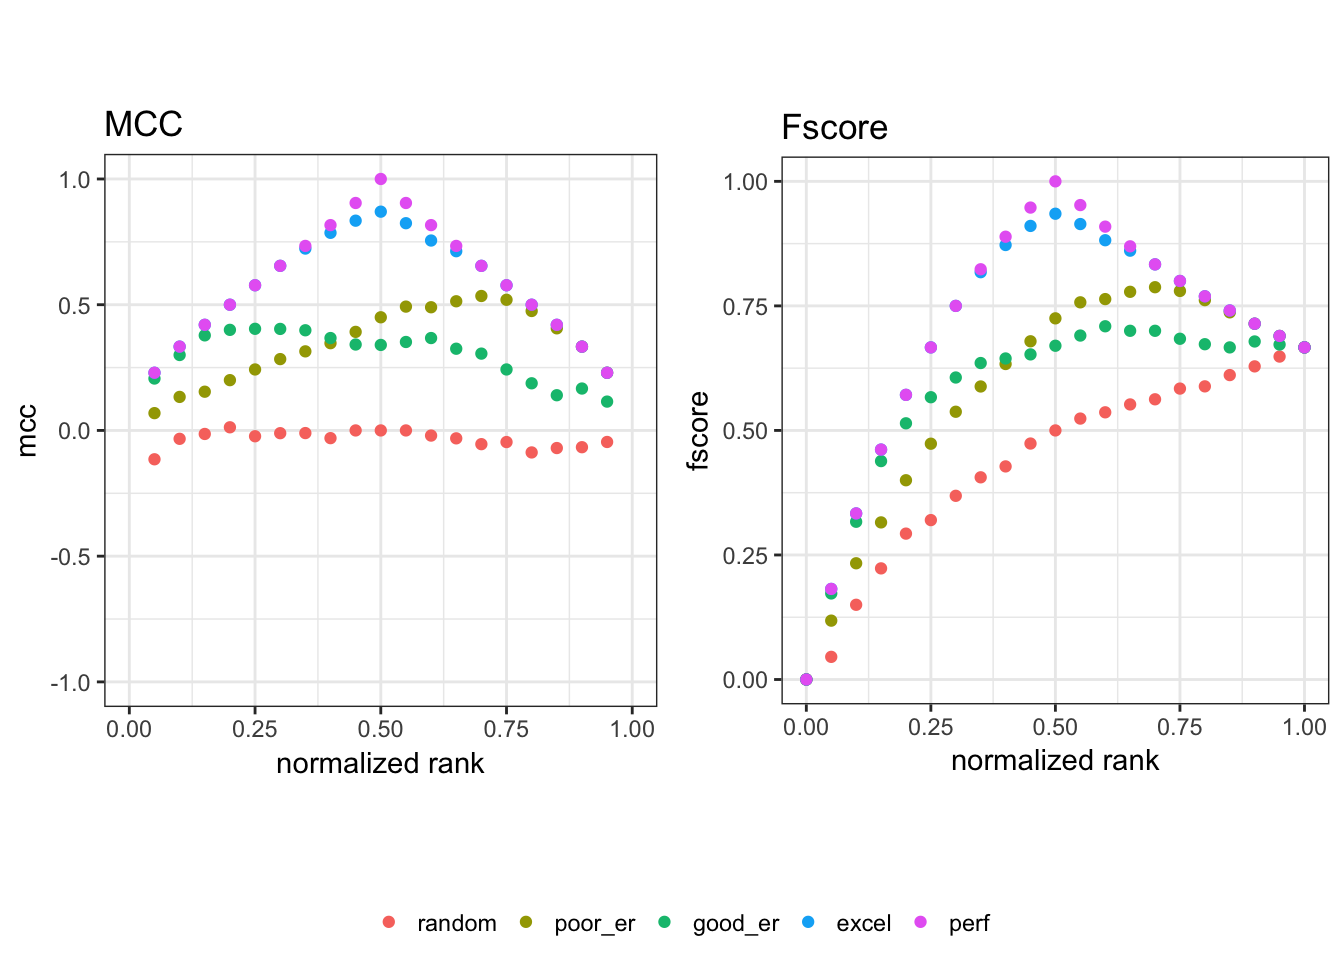 MCC
1.0
0.5
0.0
-0.5
-1.0
mcc
0.00 0.25 0.50 0.75 1.00
normalized rank
Fscore
1.00
0.75
0.50
0.25
0.00
fscore
0.00 0.25 0.50 0.75 1.00
normalized rank
random poor_er good_er excel perf